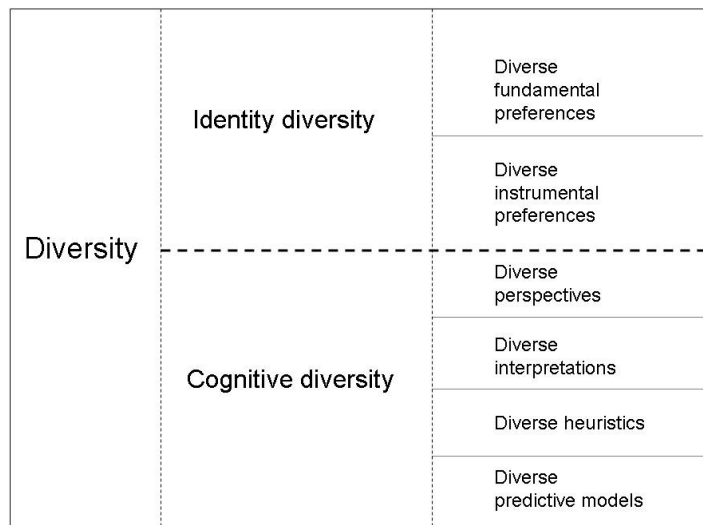 Diversity
Identity diversity
Diverse
fundamental
preferences
Diverse
instrumental
preferences
Cognitive diversity
Diverse
perspectives
Diverse
interpretations
Diverse heuristics
Diverse
predictive models